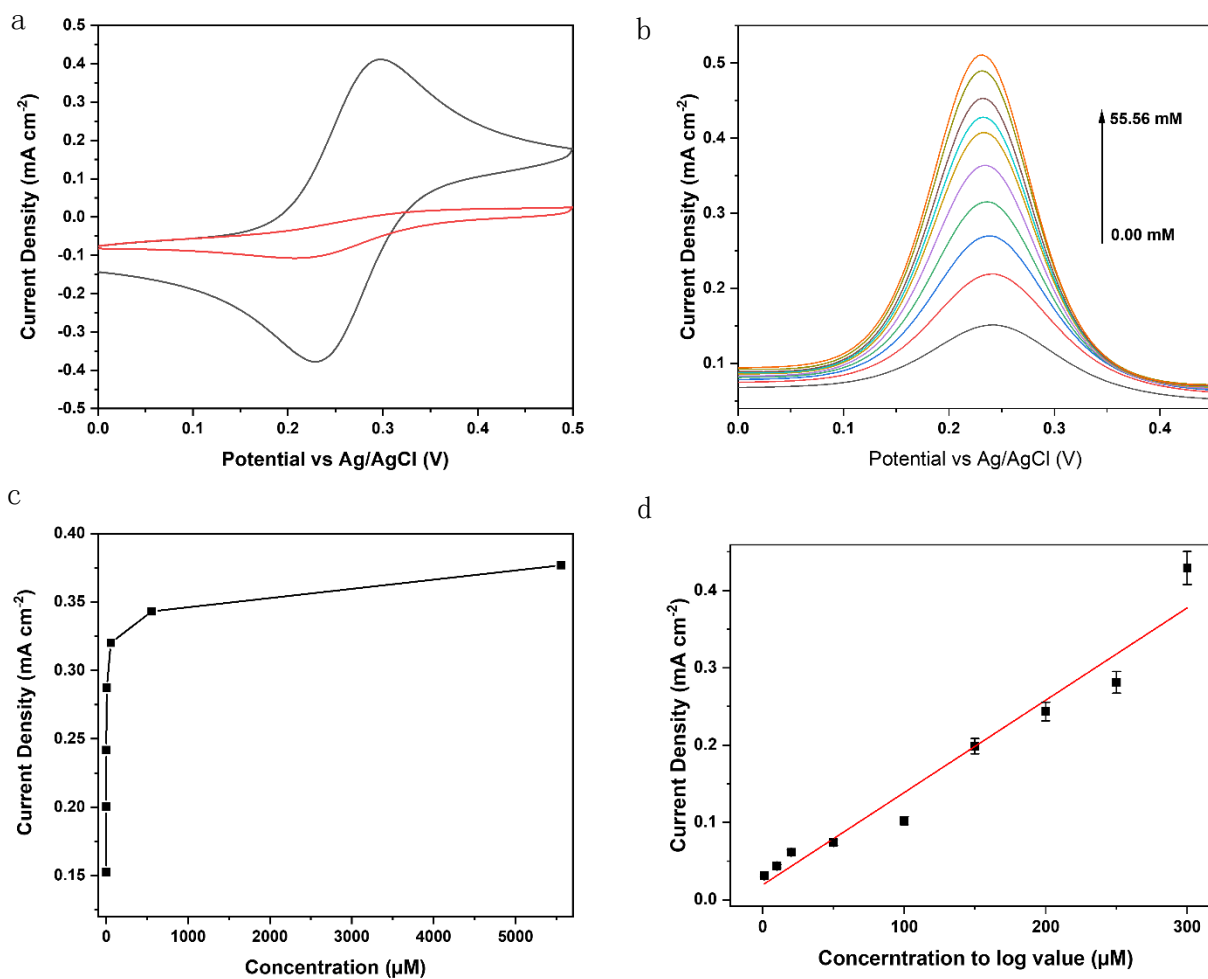 a
0.5
0.4
0.3
0.2
0.1
0.0
-0.1
-0.2
-0.3
-0.4
-0.5
Current Density (mA cm-2)
0.0 0.1 0.2 0.3 0.4 0.5
Potential vs Ag/AgCl (V)
b
0.5
0.4
0.3
0.2
0.1
Current Density (mA cm-2)
55.56 mM
0.00 mM
0.0 0.1 0.2 0.3 0.4
Potential vs Ag/AgCl (V)
c
0.40
0.35
0.30
0.25
0.20
0.15
Current Density (mA cm-2)
0 1000 2000 3000 4000 5000
Concentration (μM)
d
0.4
0.3
0.2
0.1
0.0
Current Density (mA cm-2)
0 100 200 300
Concerntration to log value (μM)